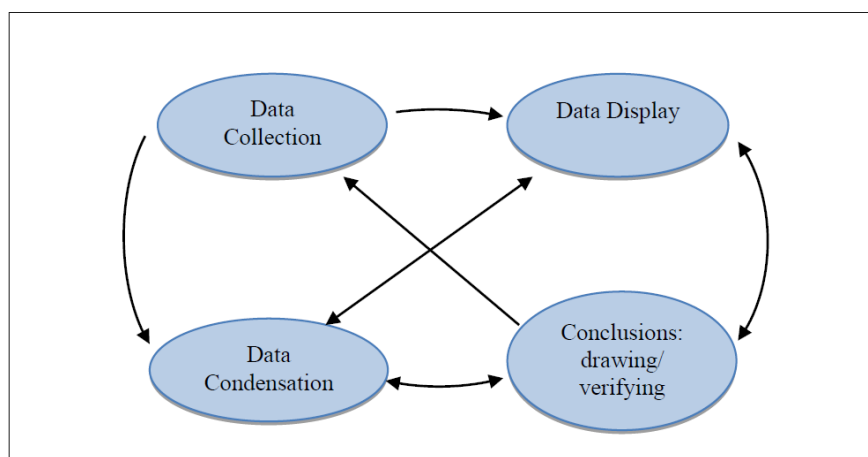 Data
Collection
Data Display
Data
Condensation
Conclusions:
drawing/
verifying